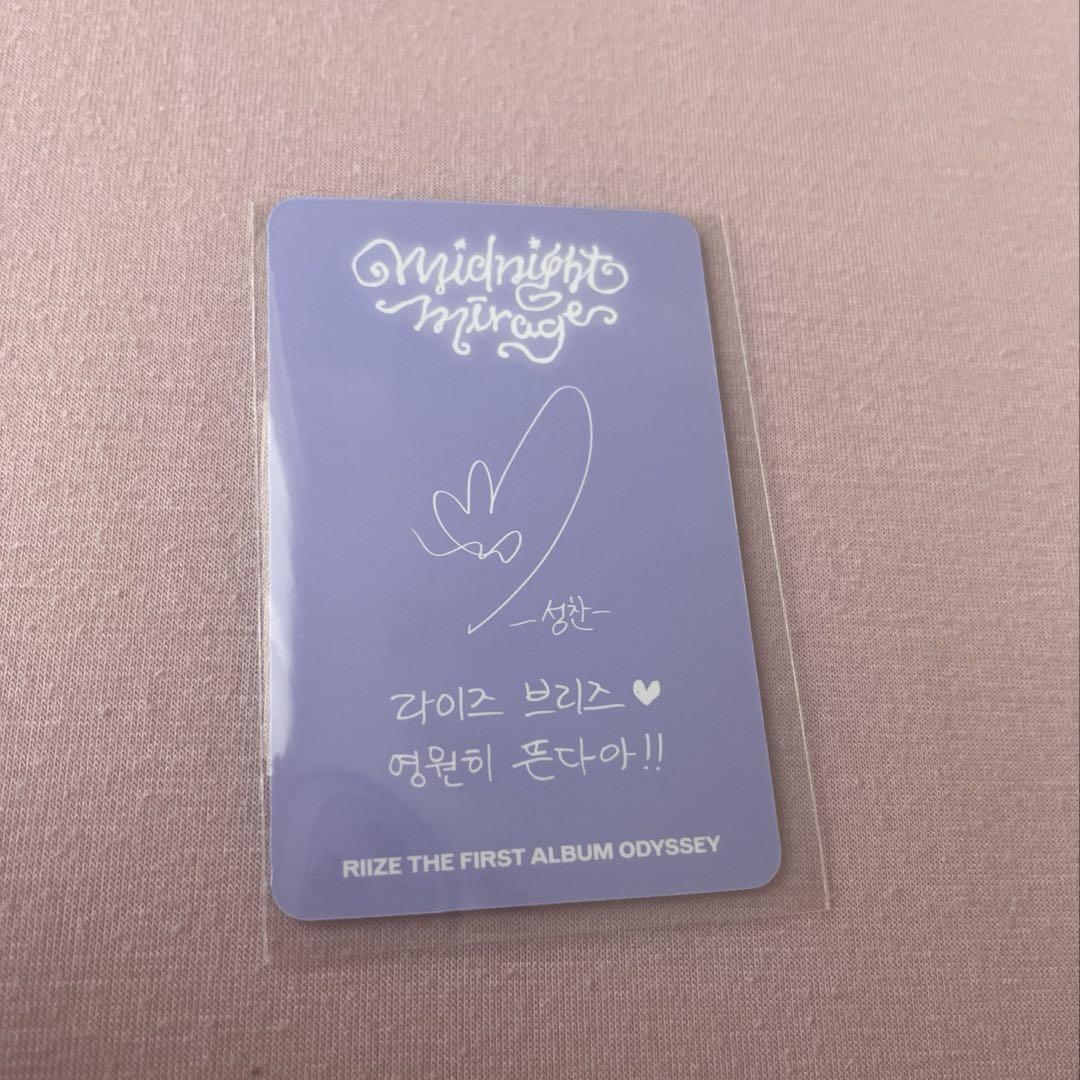 midnight
mirage
-성찬-
라이즈 브리즈♥
영원히 뜬다아!!
RIIZE THE FIRST ALBUM ODYSSEY